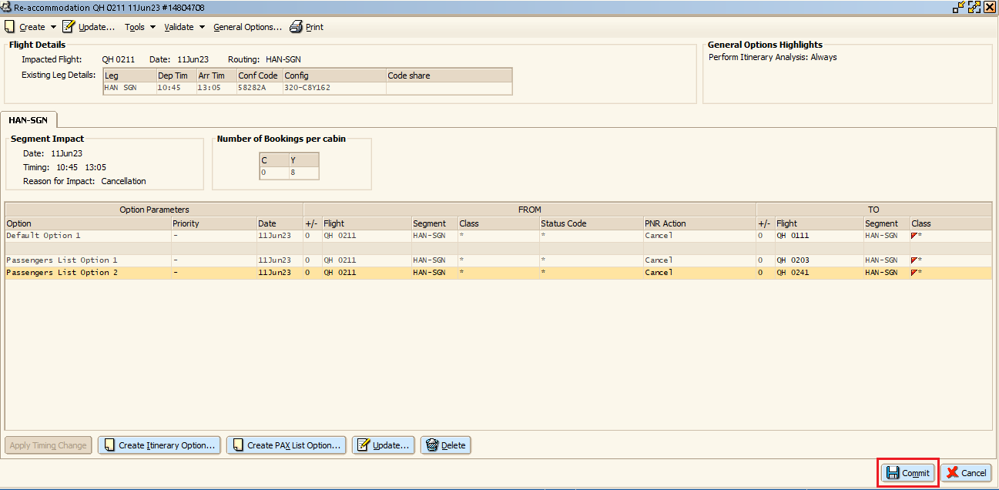 Re-accommodation QH 0211 11Jun23 #14804708
Create Update... Tools Validate General Options... Print
Flight Details
Impacted Flight: QH 0211 Date: 11Jun23 Routing: HAN-SGN
Existing Leg Details:
Leg Dep Tim Arr Tim Conf Code Config Code share
HAN SGN 10:45 13:05 58282A 320-C8Y162
General Options Highlights
Perform Itinerary Analysis: Always
HAN-SGN
Segment Impact
Date: 11Jun23
Timing: 10:45 13:05
Reason for Impact: Cancellation
Number of Bookings per cabin
C Y
0 8
Option Parameters FROM TO
Option Priority Date +/- Flight Segment Class Status Code PNR Action +/- Flight Segment Class
Default Option 1 - 11Jun23 0 QH 0211 HAN-SGN * * Cancel 0 QH 0111 HAN-SGN *
Passengers List Option 1 - 11Jun23 0 QH 0211 HAN-SGN * * Cancel 0 QH 0203 HAN-SGN *
Passengers List Option 2 - 11Jun23 0 QH 0211 HAN-SGN * * Cancel 0 QH 0241 HAN-SGN *
Apply Timing Change Create Itinerary Option... Create PAX List Option... Update... Delete
Commit Cancel